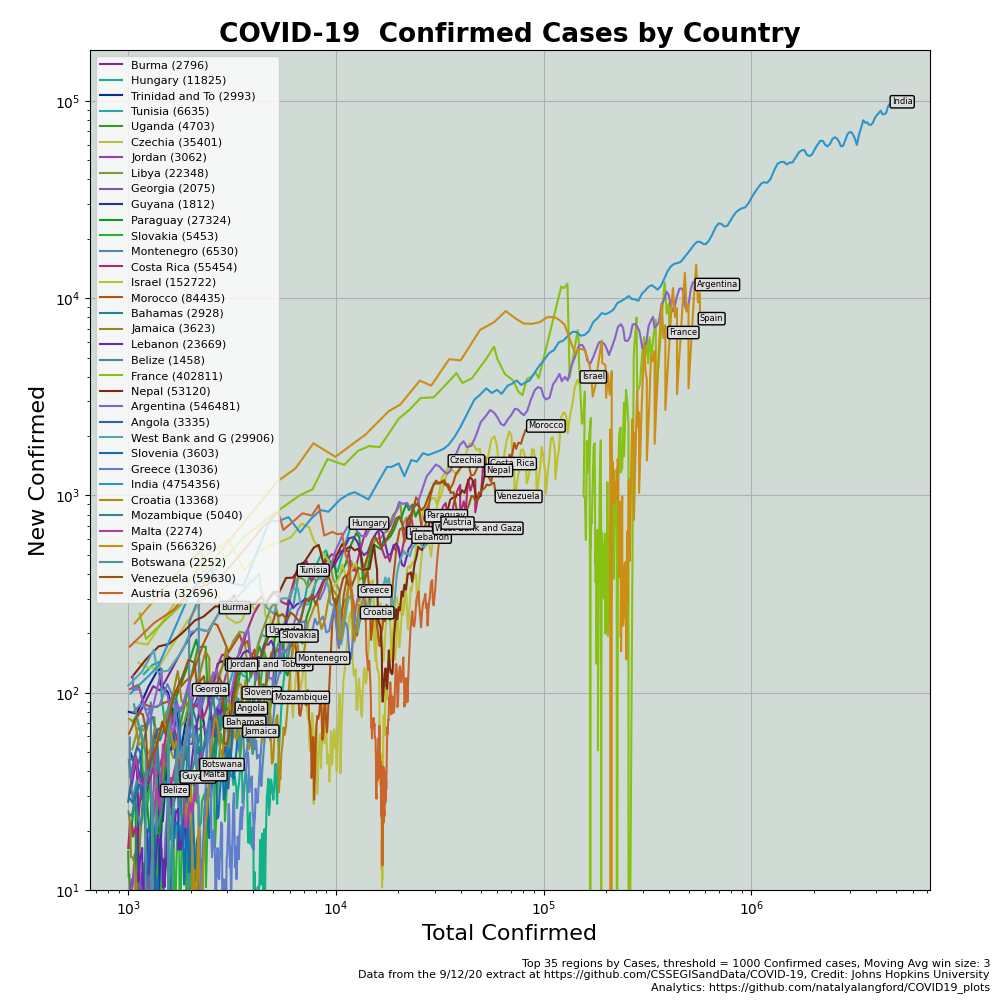 COVID-19  Confirmed Cases by Country
Burma (2796)
Hungary (11825)
Trinidad and To (2993)
Tunisia (6635)
Uganda (4703)
Czechia (35401)
Jordan (3062)
Libya (22348)
Georgia (2075)
Guyana (1812)
Paraguay (27324)
Slovakia (5453)
Montenegro (6530)
Costa Rica (55454)
Israel (152722)
Morocco (84435)
Bahamas (2928)
Jamaica (3623)
Lebanon (23669)
Belize (1458)
France (402811)
Nepal (53120)
Argentina (546481)
Angola (3335)
West Bank and G (29906)
Slovenia (3603)
Greece (13036)
India (4754356)
Croatia (13368)
Mozambique (5040)
Malta (2274)
Spain (566326)
Botswana (2252)
Venezuela (59630)
Austria (32696)
India
Argentina
Spain
France
Israel
Morocco
Czechia
Costa Rica
Nepal
Venezuela
Paraguay
Hungary
Austria
West Bank and Gaza
Lebanon
Tunisia
Greece
Burma
Croatia
Uganda
Slovakia
Montenegro
Jordan
and Tobago
Georgia
Slovenia
Mozambique
Angola
Bahamas
Jamaica
Botswana
Guyana
Malta
Belize
10⁵
10⁴
10³
10²
10¹
10³
10⁴
10⁵
10⁶
New Confirmed
Total Confirmed
Top 35 regions by Cases, threshold = 1000 Confirmed cases, Moving Avg win size: 3
Data from the 9/12/20 extract at https://github.com/CSSEGISandData/COVID-19, Credit: Johns Hopkins University
Analytics: https://github.com/natalyalangford/COVID19_plots